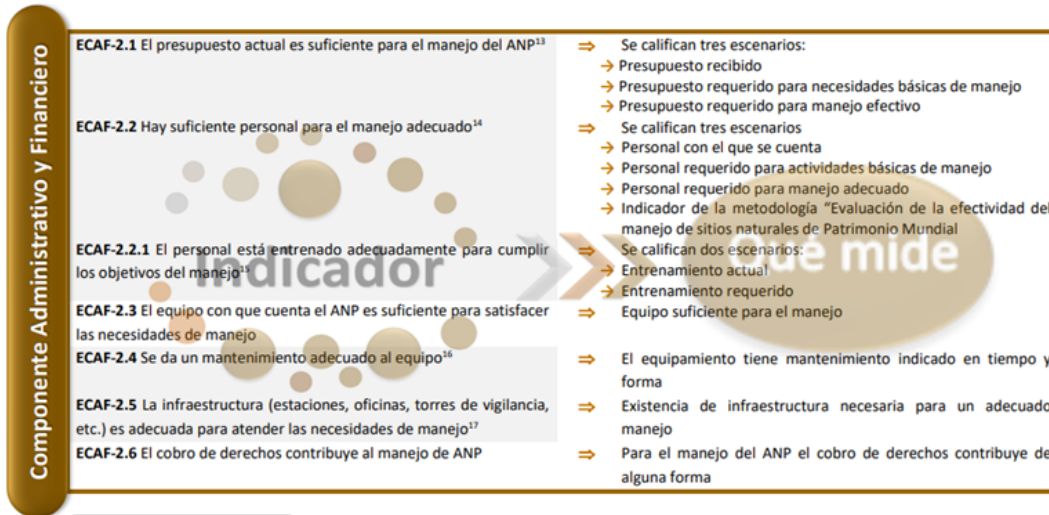 Componente Administrativo y Financiero
ECAF-2.1 El presupuesto actual es suficiente para el manejo del ANP¹³
⇒ Se califican tres escenarios:
→ Presupuesto recibido
→ Presupuesto requerido para necesidades básicas de manejo
→ Presupuesto requerido para manejo efectivo
ECAF-2.2 Hay suficiente personal para el manejo adecuado¹⁴
⇒ Se califican tres escenarios
→ Personal con el que se cuenta
→ Personal requerido para actividades básicas de manejo
→ Personal requerido para manejo adecuado
→ Indicador de la metodología “Evaluación de la efectividad del
manejo de sitios naturales de Patrimonio Mundial
ECAF-2.2.1 El personal está entrenado adecuadamente para cumplir
los objetivos del manejo¹⁵
⇒ Se califican dos escenarios:
→ Entrenamiento actual
→ Entrenamiento requerido
Indicador
Qué mide
ECAF-2.3 El equipo con que cuenta el ANP es suficiente para satisfacer
las necesidades de manejo
⇒ Equipo suficiente para el manejo
ECAF-2.4 Se da un mantenimiento adecuado al equipo¹⁶
⇒ El equipamiento tiene mantenimiento indicado en tiempo y
forma
ECAF-2.5 La infraestructura (estaciones, oficinas, torres de vigilancia,
etc.) es adecuada para atender las necesidades de manejo¹⁷
⇒ Existencia de infraestructura necesaria para un adecuado
manejo
ECAF-2.6 El cobro de derechos contribuye al manejo de ANP
⇒ Para el manejo del ANP el cobro de derechos contribuye de
alguna forma